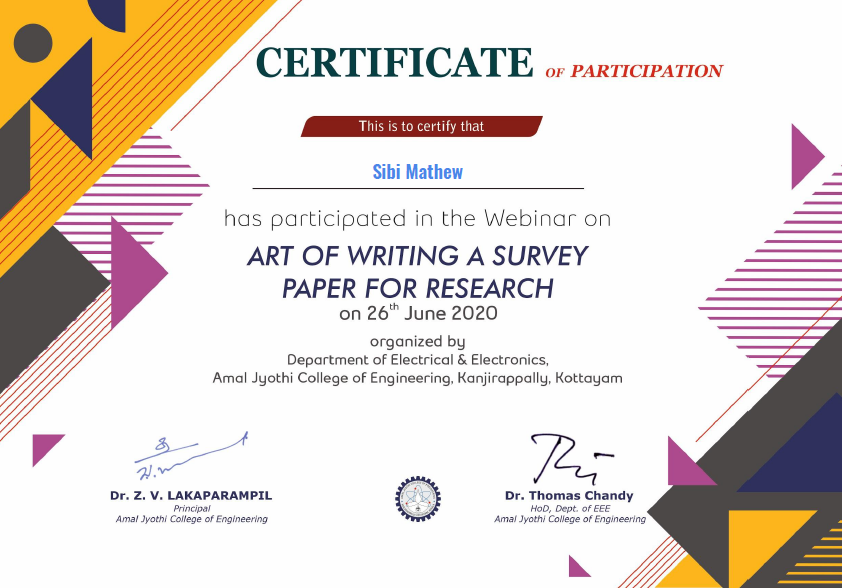 CERTIFICATE OF PARTICIPATION
This is to certify that
Sibi Mathew
has participated in the Webinar on
ART OF WRITING A SURVEY
PAPER FOR RESEARCH
on 26th June 2020
organized by
Department of Electrical & Electronics,
Amal Jyothi College of Engineering, Kanjirappally, Kottayam
Dr. Z. V. LAKAPARAMPIL
Principal
Amal Jyothi College of Engineering
Dr. Thomas Chandy
HoD, Dept. of EEE
Amal Jyothi College of Engineering